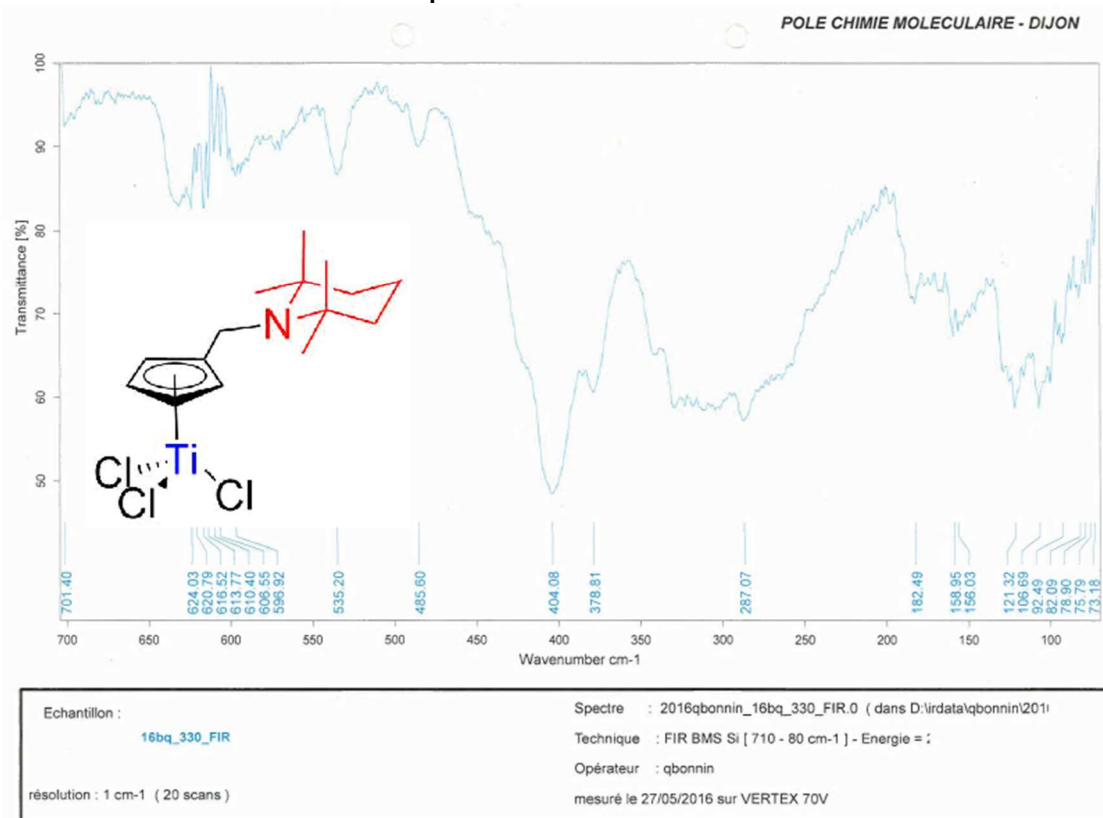 POLE CHIMIE MOLECULAIRE - DIJON
100
90
80
70
60
50
Transmittance [%]
N
Ti
Cl
Cl
Cl
701.40
624.03
620.79
616.52
613.77
610.40
606.55
596.92
535.20
485.60
404.08
378.81
287.07
182.49
158.95
156.03
121.32
106.69
92.49
82.09
78.90
75.79
73.18
700 650 600 550 500 450 400 350 300 250 200 150 100
Wavenumber cm-1
Echantillon :
16bq_330_FIR
résolution : 1 cm-1 ( 20 scans )
Spectre : 2016qbonnin_16bq_330_FIR.0 ( dans D:\irdata\qbonnin\201
Technique : FIR BMS Si [ 710 - 80 cm-1 ] - Energie =
Opérateur : qbonnin
mesuré le 27/05/2016 sur VERTEX 70V